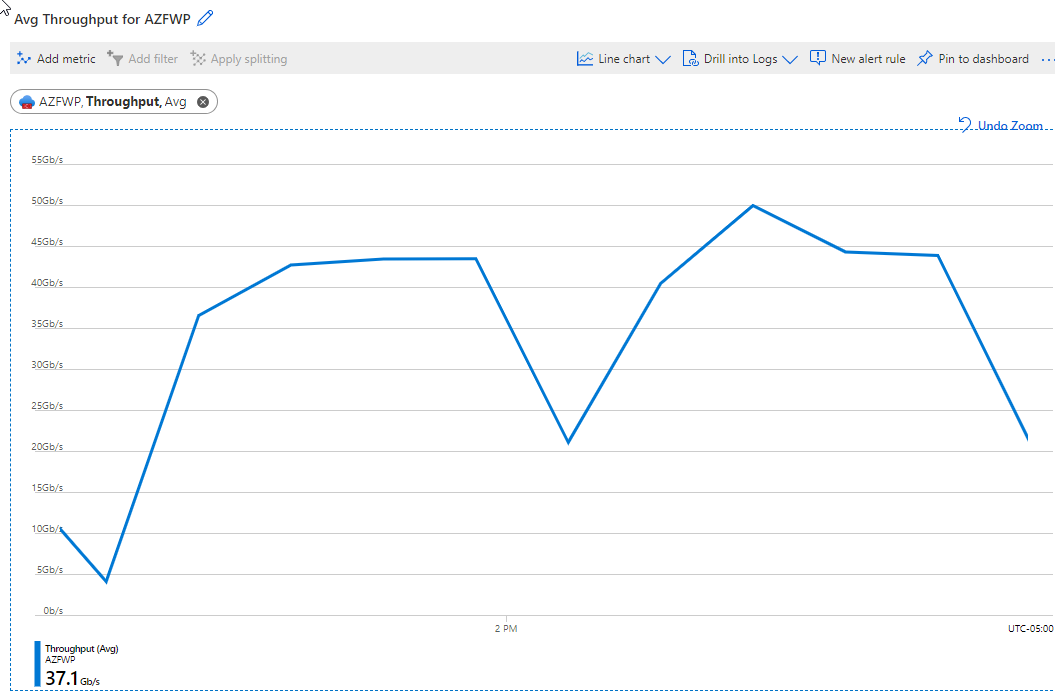 Avg Throughput for AZFWP
Add metric Add filter Apply splitting Line chart Drill into Logs New alert rule Pin to dashboard ...
AZFWP, Throughput, Avg
Undo Zoom
55Gb/s
50Gb/s
45Gb/s
40Gb/s
35Gb/s
30Gb/s
25Gb/s
20Gb/s
15Gb/s
10Gb/s
5Gb/s
0b/s
2 PM UTC-05:00
Throughput (Avg)
AZFWP
37.1 Gb/s